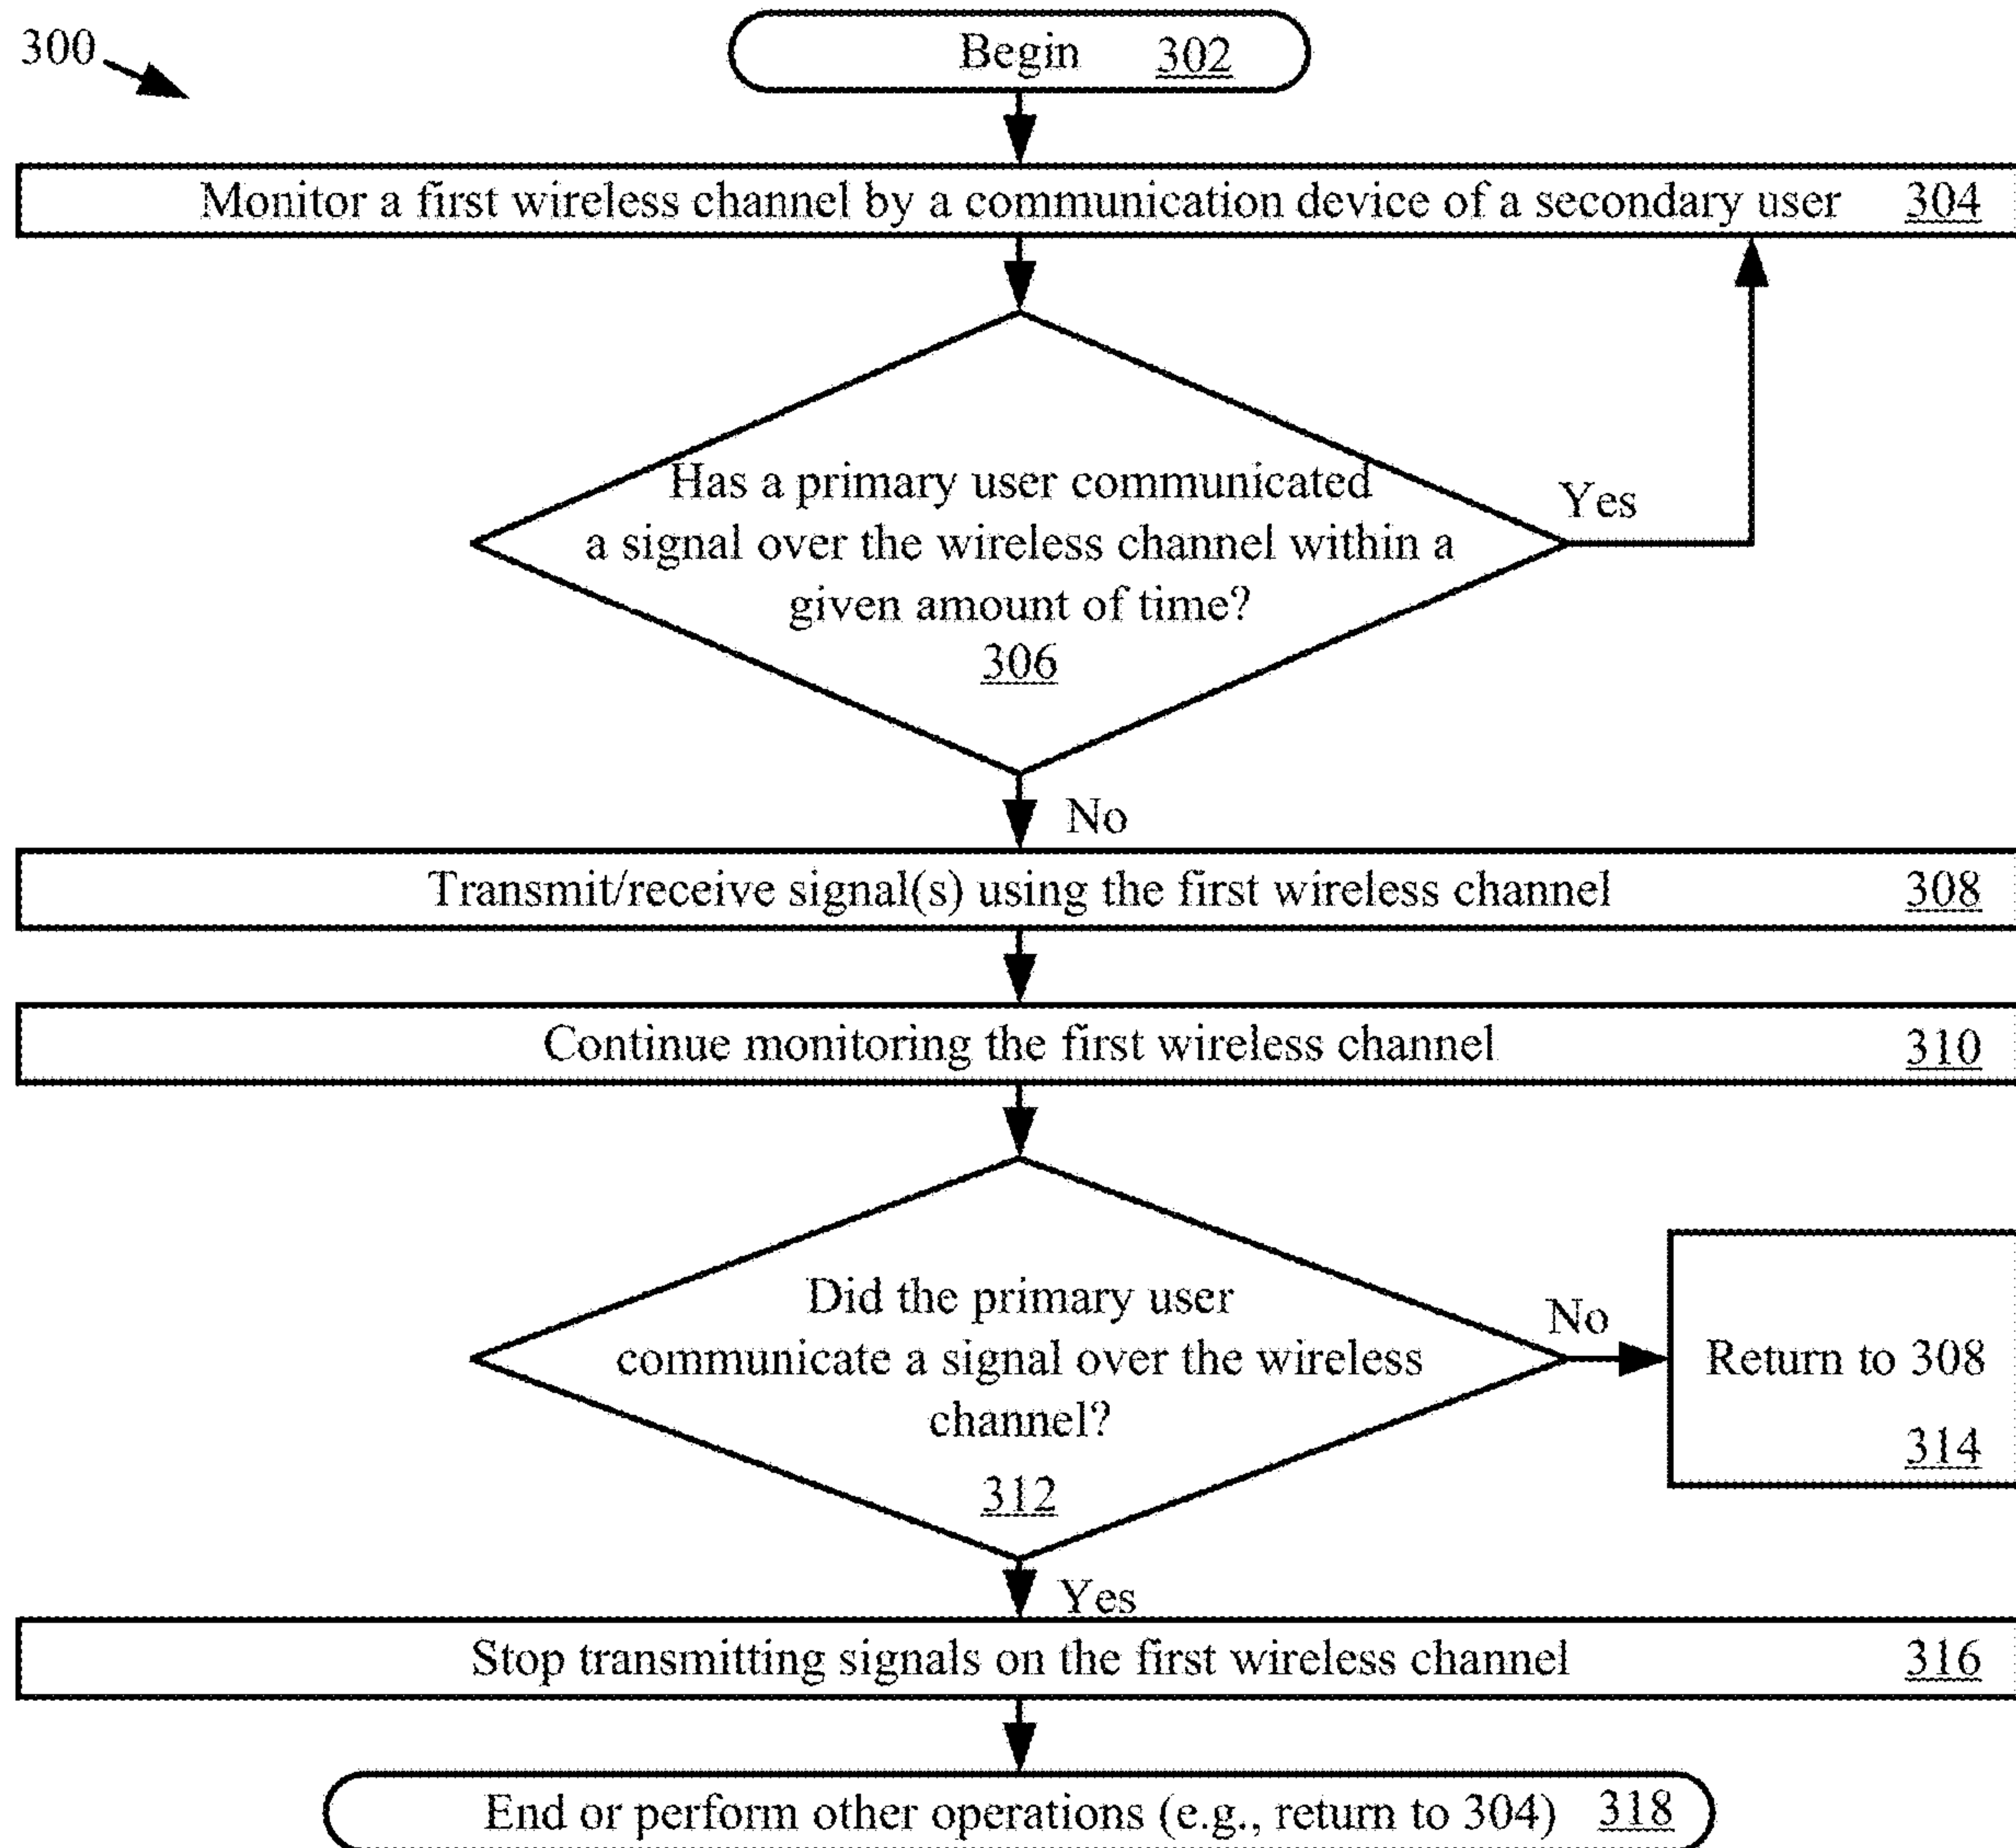 300
Begin 302
Monitor a first wireless channel by a communication device of a secondary user 304
Has a primary user communicated
a signal over the wireless channel within a
given amount of time?
306
Yes
No
Transmit/receive signal(s) using the first wireless channel 308
Continue monitoring the first wireless channel 310
Did the primary user
communicate a signal over the wireless
channel?
312
No
Return to 308
314
Yes
Stop transmitting signals on the first wireless channel 316
End or perform other operations (e.g., return to 304) 318